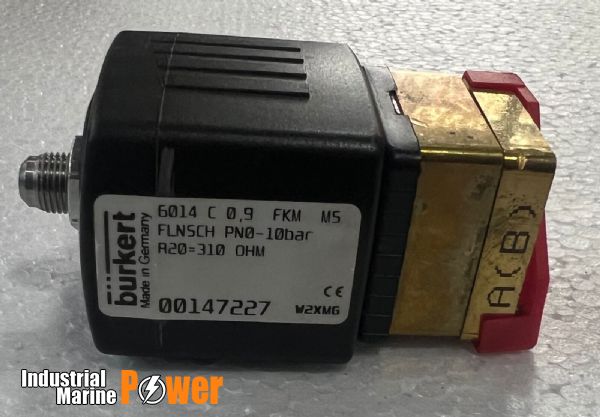 burkert
Made in Germany
6014 C 0,9 FKM MS
FLNSCH PN0-10bar
R20=310 OHM
CE
00147227 W2XMG
A(B)
Industrial
Marine Power